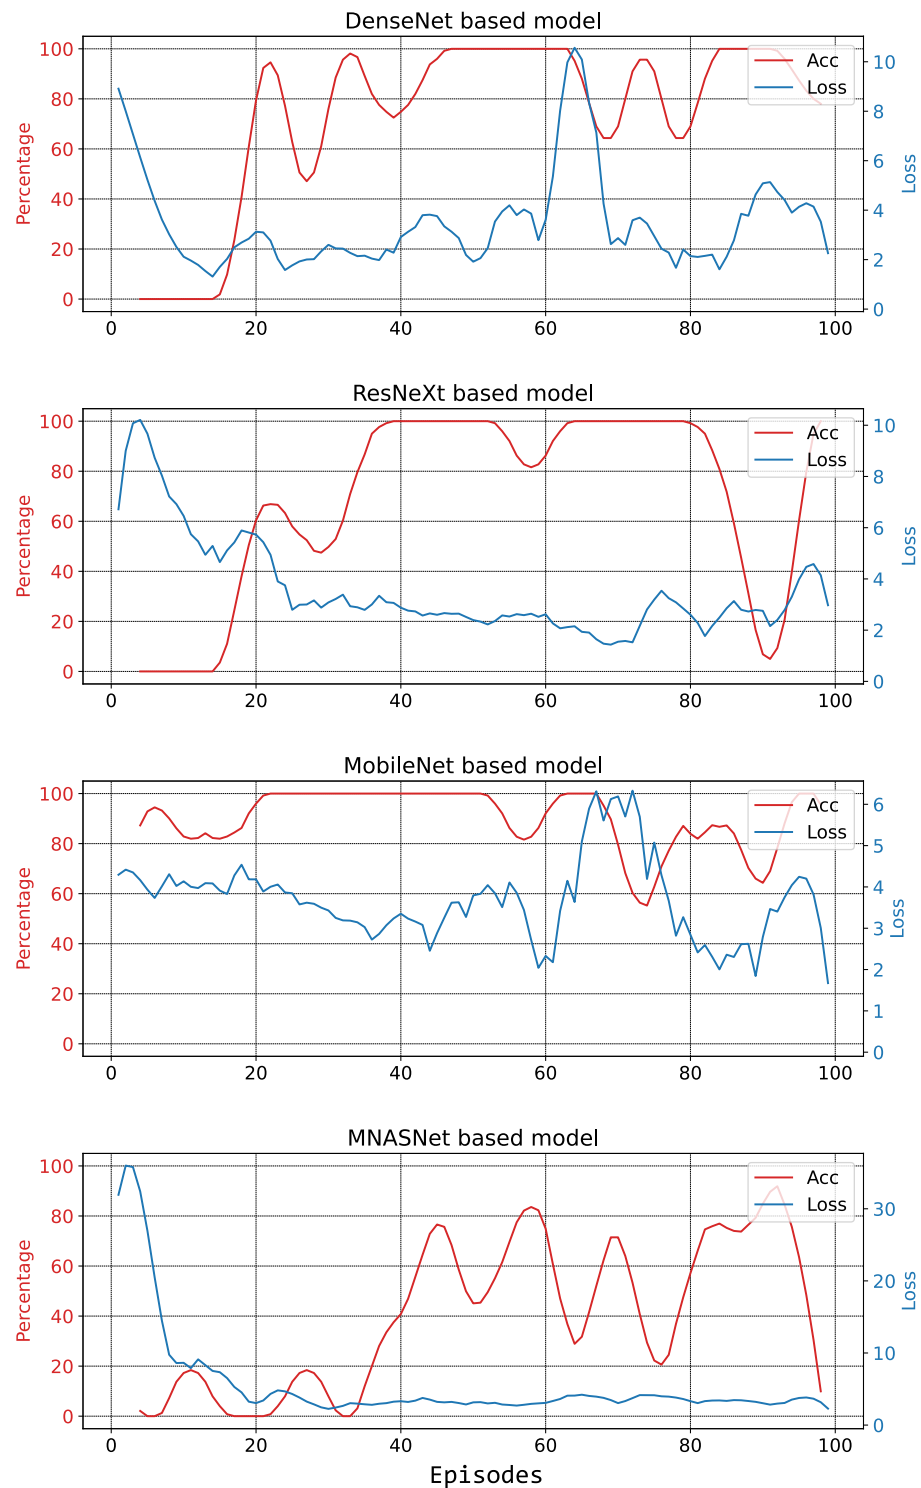 DenseNet based model
100
80
60
40
20
0
Percentage
Acc
Loss
10
8
6
4
2
0
Loss
0 20 40 60 80 100
ResNeXt based model
100
80
60
40
20
0
Percentage
Acc
Loss
10
8
6
4
2
0
Loss
0 20 40 60 80 100
MobileNet based model
100
80
60
40
20
0
Percentage
Acc
Loss
6
5
4
3
2
1
0
Loss
0 20 40 60 80 100
MNASNet based model
100
80
60
40
20
0
Percentage
Acc
Loss
30
20
10
0
Loss
0 20 40 60 80 100
Episodes